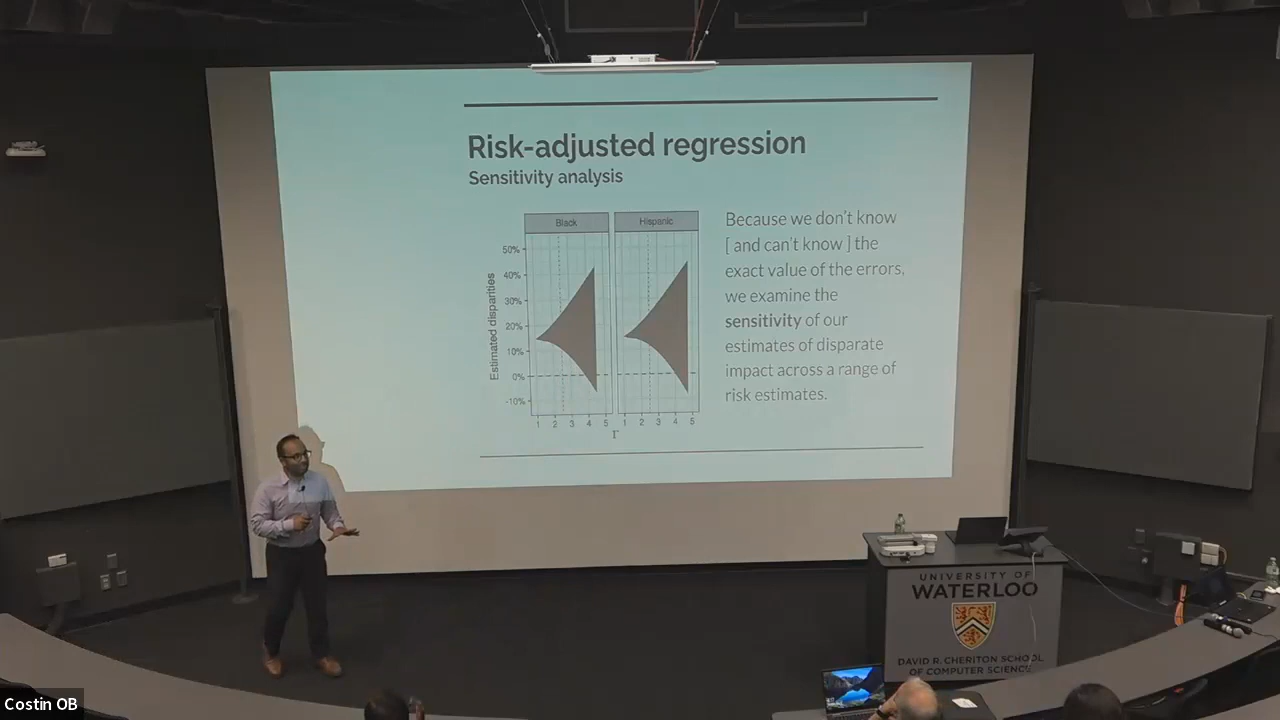 Risk-adjusted regression
Sensitivity analysis
Black
Hispanic
Estimated disparities
50%
40%
30%
20%
10%
0%
-10%
1 2 3 4 5
1 2 3 4 5
Γ
Because we don't know
[ and can't know ] the
exact value of the errors,
we examine the
sensitivity of our
estimates of disparate
impact across a range of
risk estimates.
UNIVERSITY OF
WATERLOO
DAVID R. CHERITON SCHOOL
OF COMPUTER SCIENCE
Costin OB